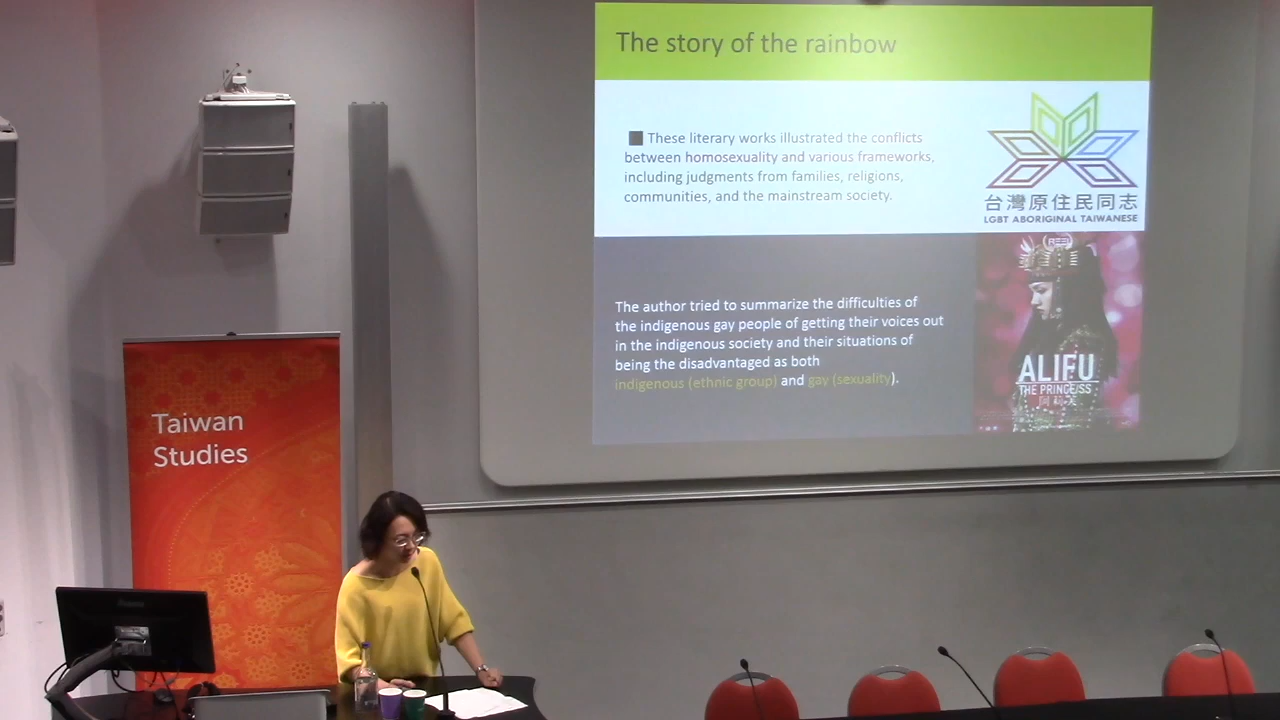 The story of the rainbow
These literary works illustrated the conflicts
between homosexuality and various frameworks,
including judgments from families, religions,
communities, and the mainstream society.
台灣原住民同志
LGBT ABORIGINAL TAIWANESE
The author tried to summarize the difficulties of
the indigenous gay people of getting their voices out
in the indigenous society and their situations of
being the disadvantaged as both
indigenous (ethnic group) and gay (sexuality).
ALIFU
THE PRINCE/SS
Taiwan
Studies